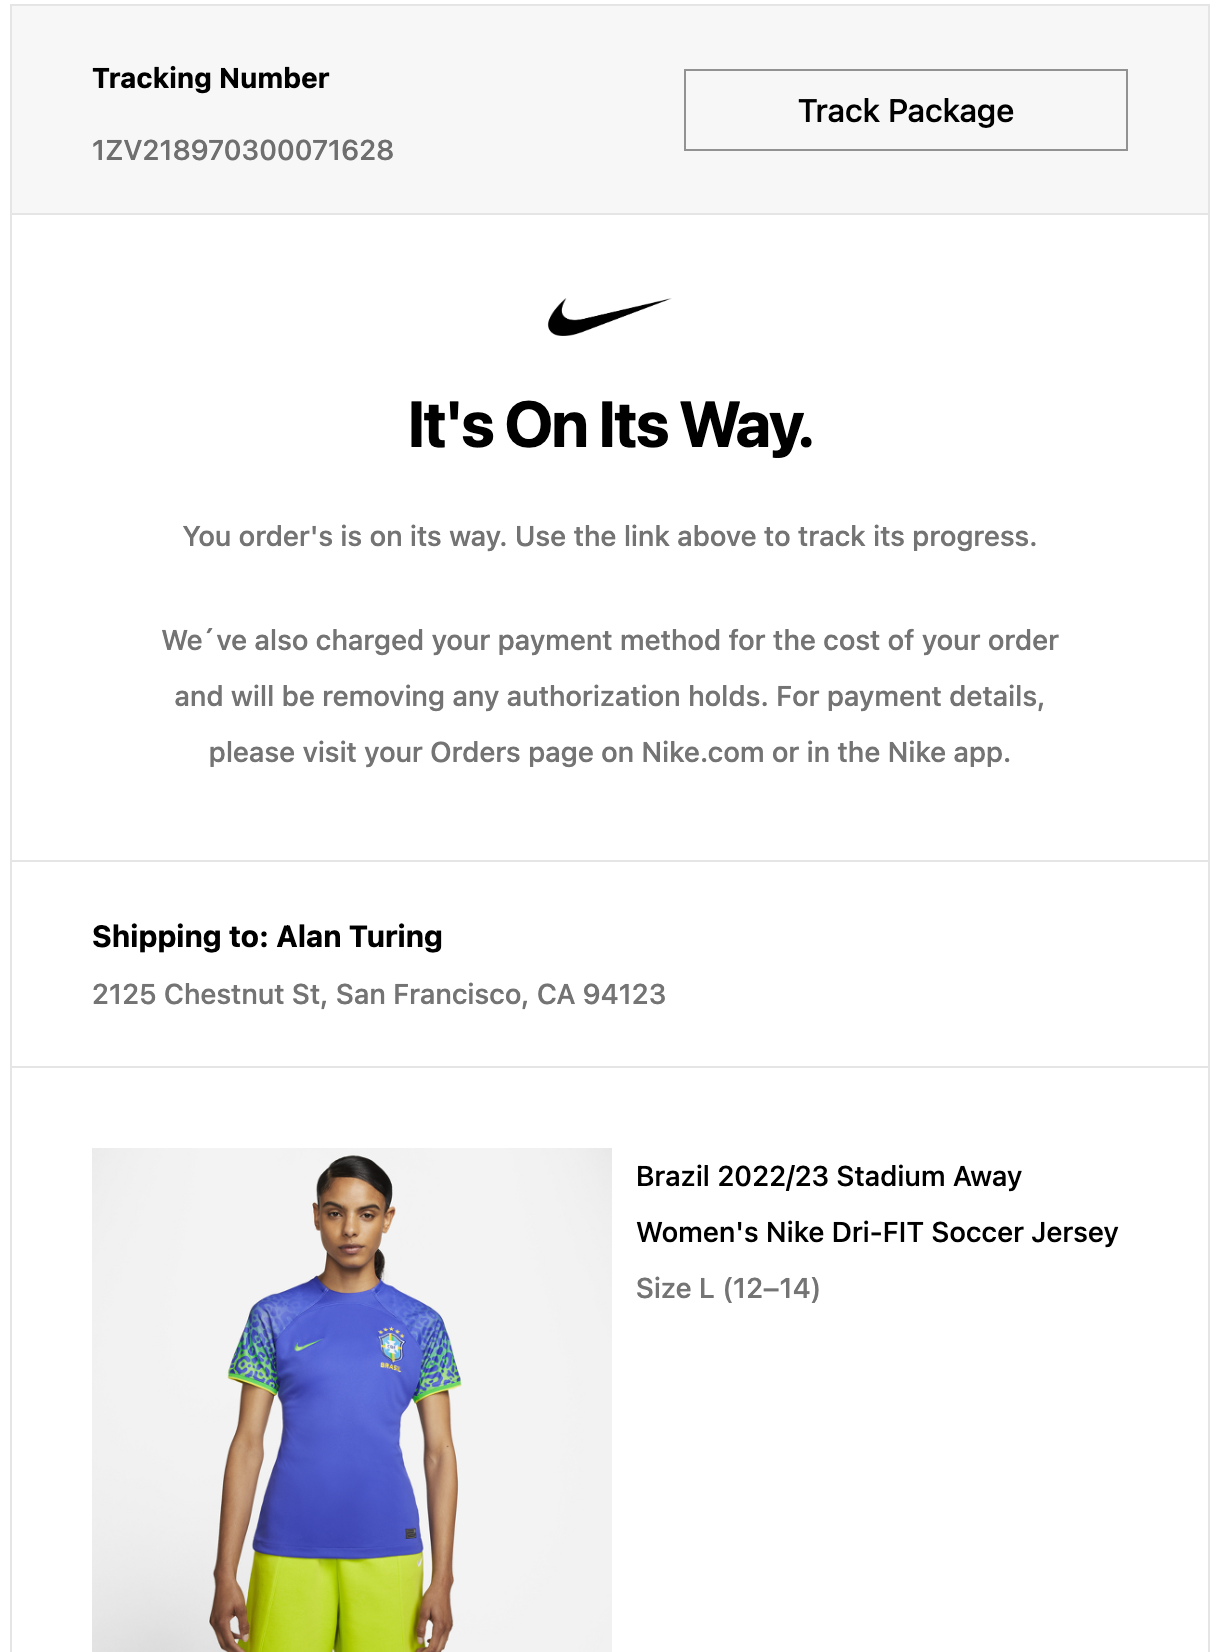 Tracking Number
1ZV218970300071628
Track Package
It's On Its Way.
You order's is on its way. Use the link above to track its progress.
We´ve also charged your payment method for the cost of your order
and will be removing any authorization holds. For payment details,
please visit your Orders page on Nike.com or in the Nike app.
Shipping to: Alan Turing
2125 Chestnut St, San Francisco, CA 94123
Brazil 2022/23 Stadium Away
Women's Nike Dri-FIT Soccer Jersey
Size L (12–14)
BRASIL